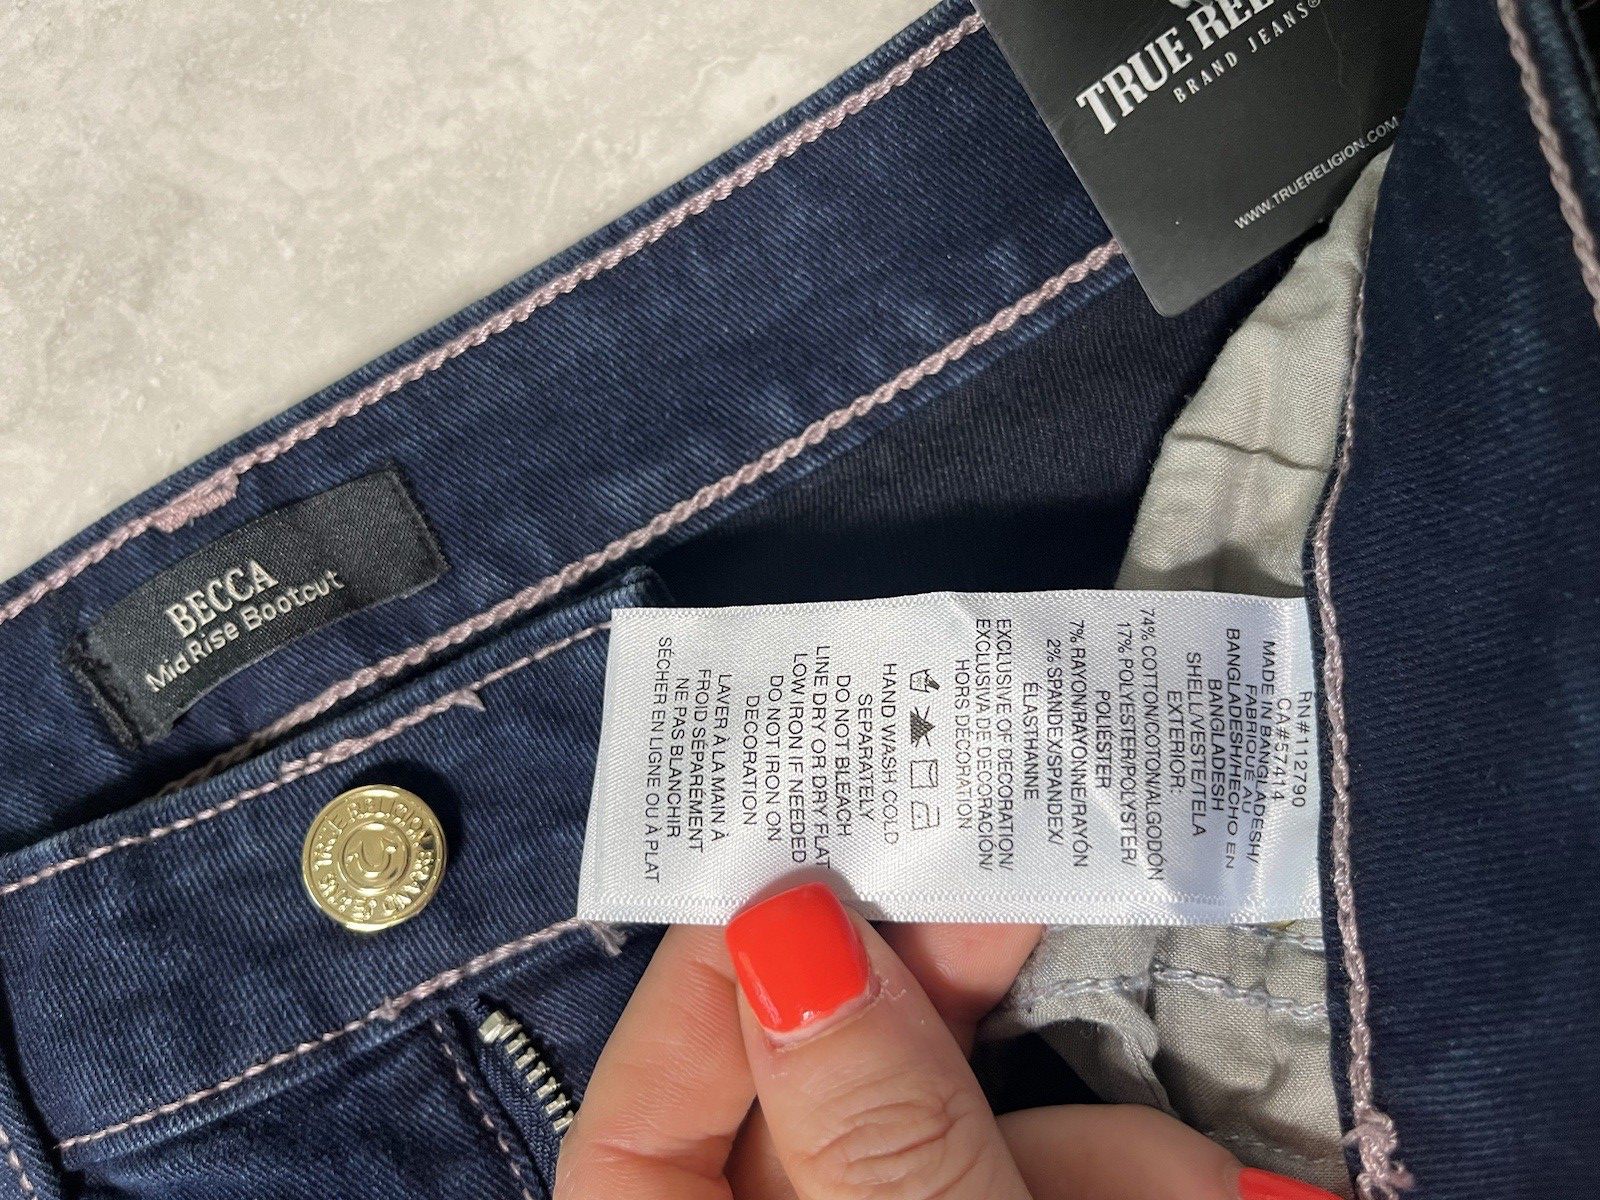 TRUE
BRAND JEANS®
WWW.TRUERELIGION.COM
BECCA
Mid Rise Bootcut
TRUE RELIGION BRAND JEANS
RN#112790
CA#57414
MADE IN BANGLADESH/
FABRIQUÉ AU
BANGLADESH/HECHO EN
BANGLADESH
SHELL/VESTE/TELA
EXTERIOR:
74% COTTON/COTON/ALGODÓN
17% POLYESTER/POLYSTER/
POLIÉSTER
7% RAYON/RAYONNE/RAYÓN
2% SPANDEX/SPANDEX/
ÉLASTHANNE
EXCLUSIVE OF DECORATION/
EXCLUSIVA DE DECORACIÓN/
HORS DÉCORATION
HAND WASH COLD
SEPARATELY
DO NOT BLEACH
LINE DRY OR DRY FLAT
LOW IRON IF NEEDED
DO NOT IRON ON
DECORATION
LAVER À LA MAIN À
FROID SÉPARÉMENT
NE PAS BLANCHIR
SÉCHER EN LIGNE OU À PLAT